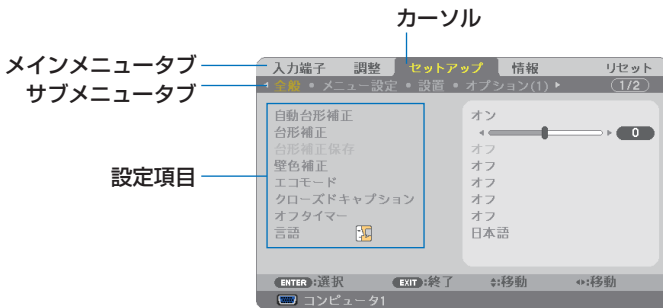 カーソル
メインメニュータブ
サブメニュータブ
設定項目
入力端子 調整 セットアップ 情報 リセット
全般 • メニュー設定 • 設置 • オプション(1) 1/2
自動台形補正 オン
台形補正 0
台形補正保存 オフ
壁色補正 オフ
エコモード オフ
クローズドキャプション オフ
オフタイマー オフ
言語 日本語
ENTER :選択 EXIT :終了 :移動 :移動
コンピュータ1